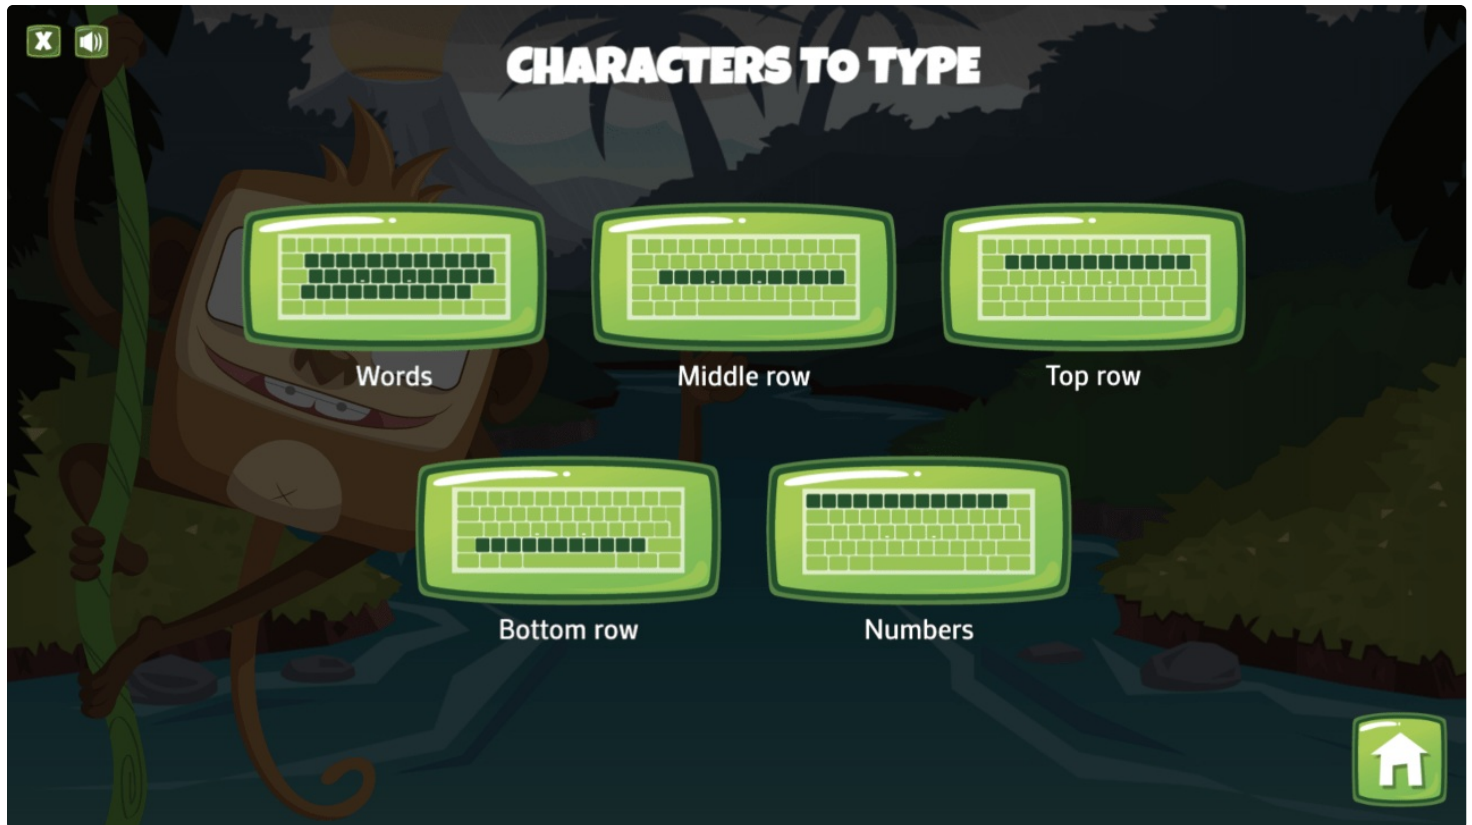 X
CHARACTERS TO TYPE
Words
Middle row
Top row
Bottom row
Numbers